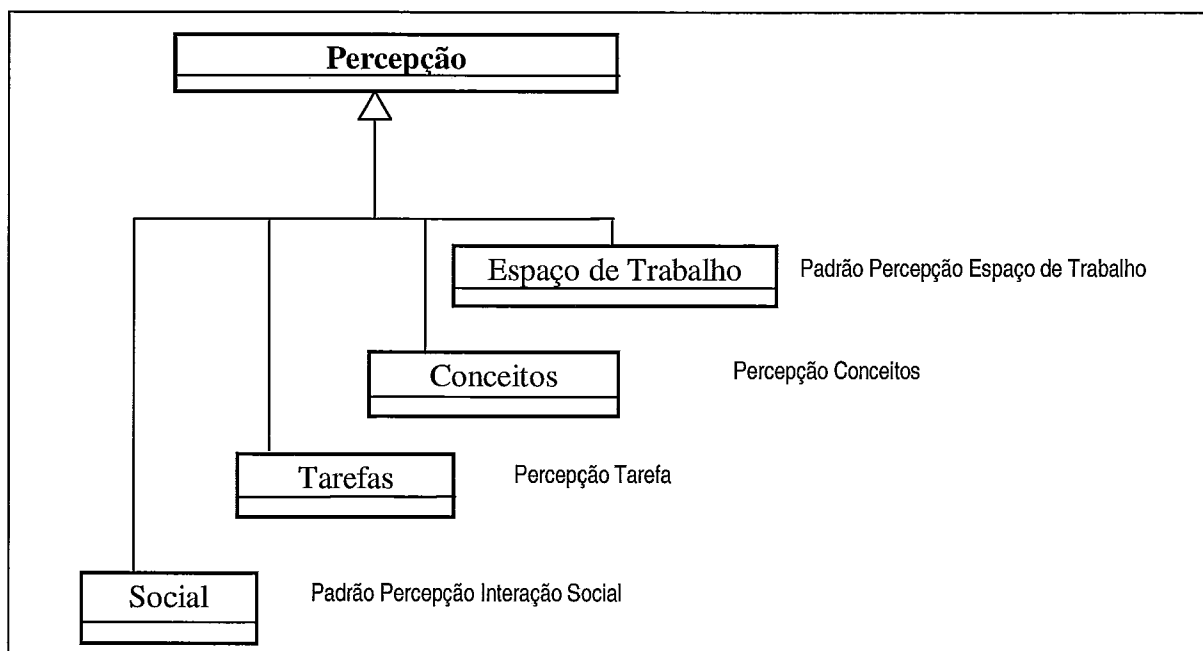 Percepção
Espaço de Trabalho Padrão Percepção Espaço de Trabalho
Conceitos Percepção Conceitos
Tarefas Percepção Tarefa
Social Padrão Percepção Interação Social